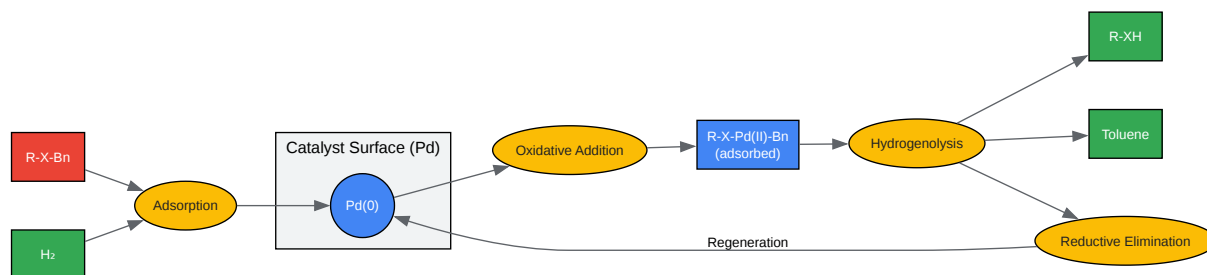 R-XH
R-X-Bn
H₂
Adsorption
Catalyst Surface (Pd)
Pd(0)
Oxidative Addition
R-X-Pd(II)-Bn
(adsorbed)
Hydrogenolysis
Toluene
Regeneration
Reductive Elimination